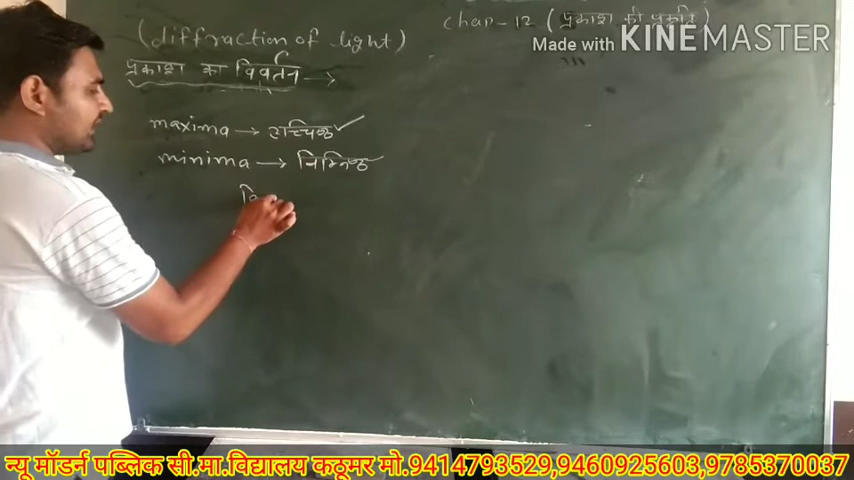 chap-12 (प्रकाश की प्रकृति)
Made with KINEMASTER
(diffraction of light)
प्रकाश का विवर्तन →
maxima → उच्चिष्ठ ✓
minima → निम्निष्ठ
वि
न्यू मॉडर्न पब्लिक सी.मा.विद्यालय कठूमर मो.9414793529,9460925603,9785370037